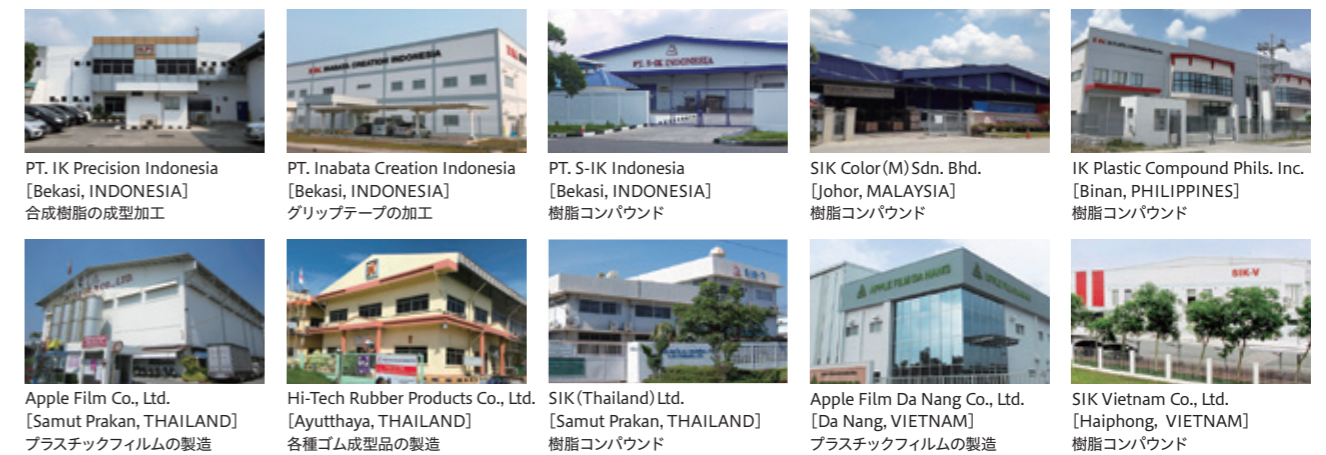 PT. IK Precision Indonesia
[Bekasi, INDONESIA]
合成樹脂の成型加工
INABATA CREATION INDONESIA
PT. Inabata Creation Indonesia
[Bekasi, INDONESIA]
グリップテープの加工
PT. S-IK INDONESIA
PT. S-IK Indonesia
[Bekasi, INDONESIA]
樹脂コンパウンド
SIK Color(M)Sdn. Bhd.
[Johor, MALAYSIA]
樹脂コンパウンド
IK Plastic Compound Phils. Inc.
[Binan, PHILIPPINES]
樹脂コンパウンド
Apple Film Co., Ltd.
[Samut Prakan, THAILAND]
プラスチックフィルムの製造
Hi-Tech Rubber Products Co., Ltd.
[Ayutthaya, THAILAND]
各種ゴム成型品の製造
SIK(Thailand)Ltd.
[Samut Prakan, THAILAND]
樹脂コンパウンド
APPLE FILM DA NANG
Apple Film Da Nang Co., Ltd.
[Da Nang, VIETNAM]
プラスチックフィルムの製造
SIK-V
SIK Vietnam Co., Ltd.
[Haiphong, VIETNAM]
樹脂コンパウンド